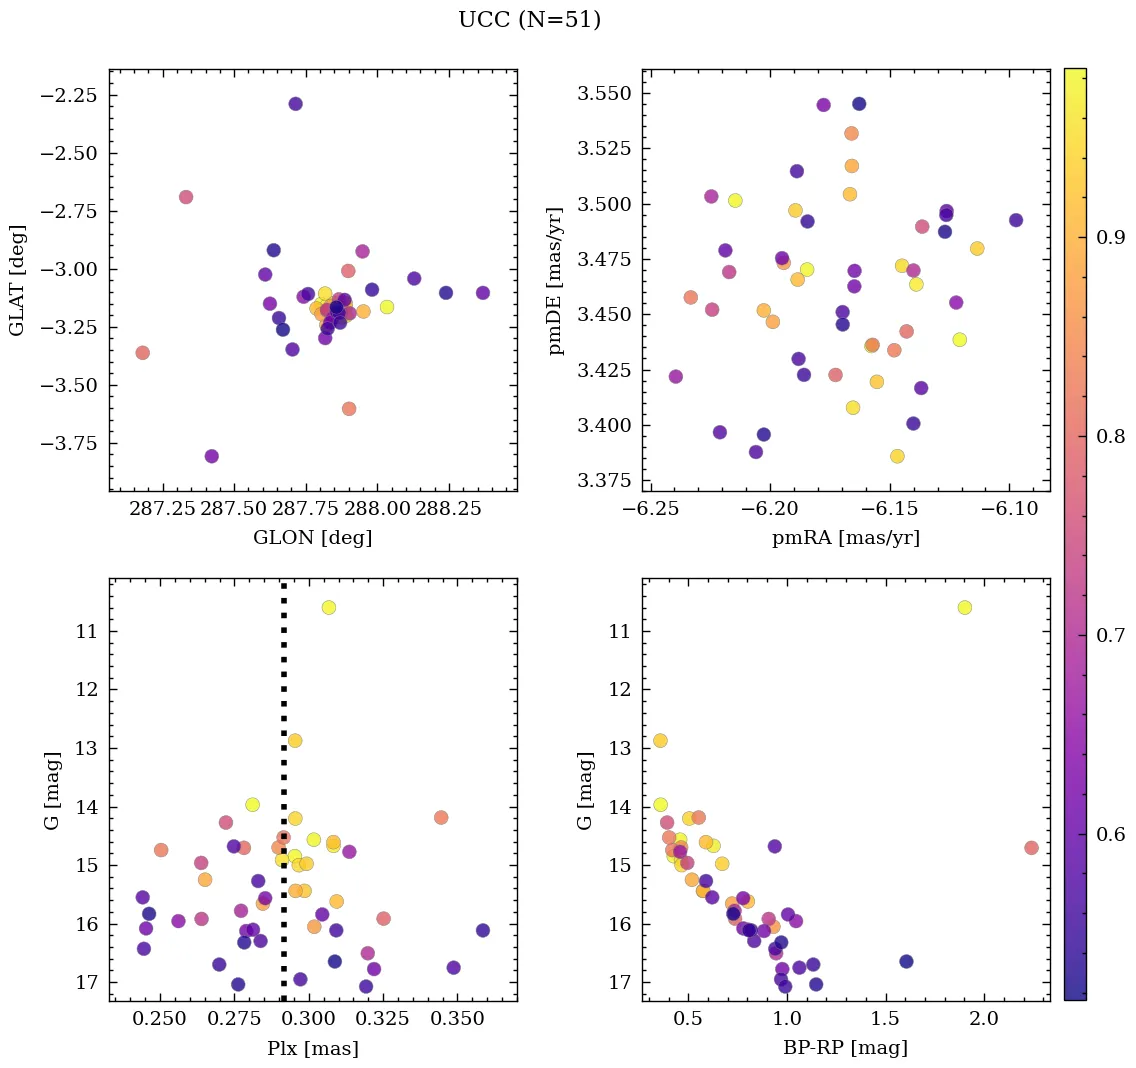 UCC (N=51)
−2.25
−2.50
−2.75
−3.00
−3.25
−3.50
−3.75
GLAT [deg]
287.25 287.50 287.75 288.00 288.25
GLON [deg]
3.550
3.525
3.500
3.475
3.450
3.425
3.400
3.375
pmDE [mas/yr]
−6.25 −6.20 −6.15 −6.10
pmRA [mas/yr]
0.9
0.8
0.7
0.6
11
12
13
14
15
16
17
G [mag]
0.250 0.275 0.300 0.325 0.350
Plx [mas]
11
12
13
14
15
16
17
G [mag]
0.5 1.0 1.5 2.0
BP-RP [mag]